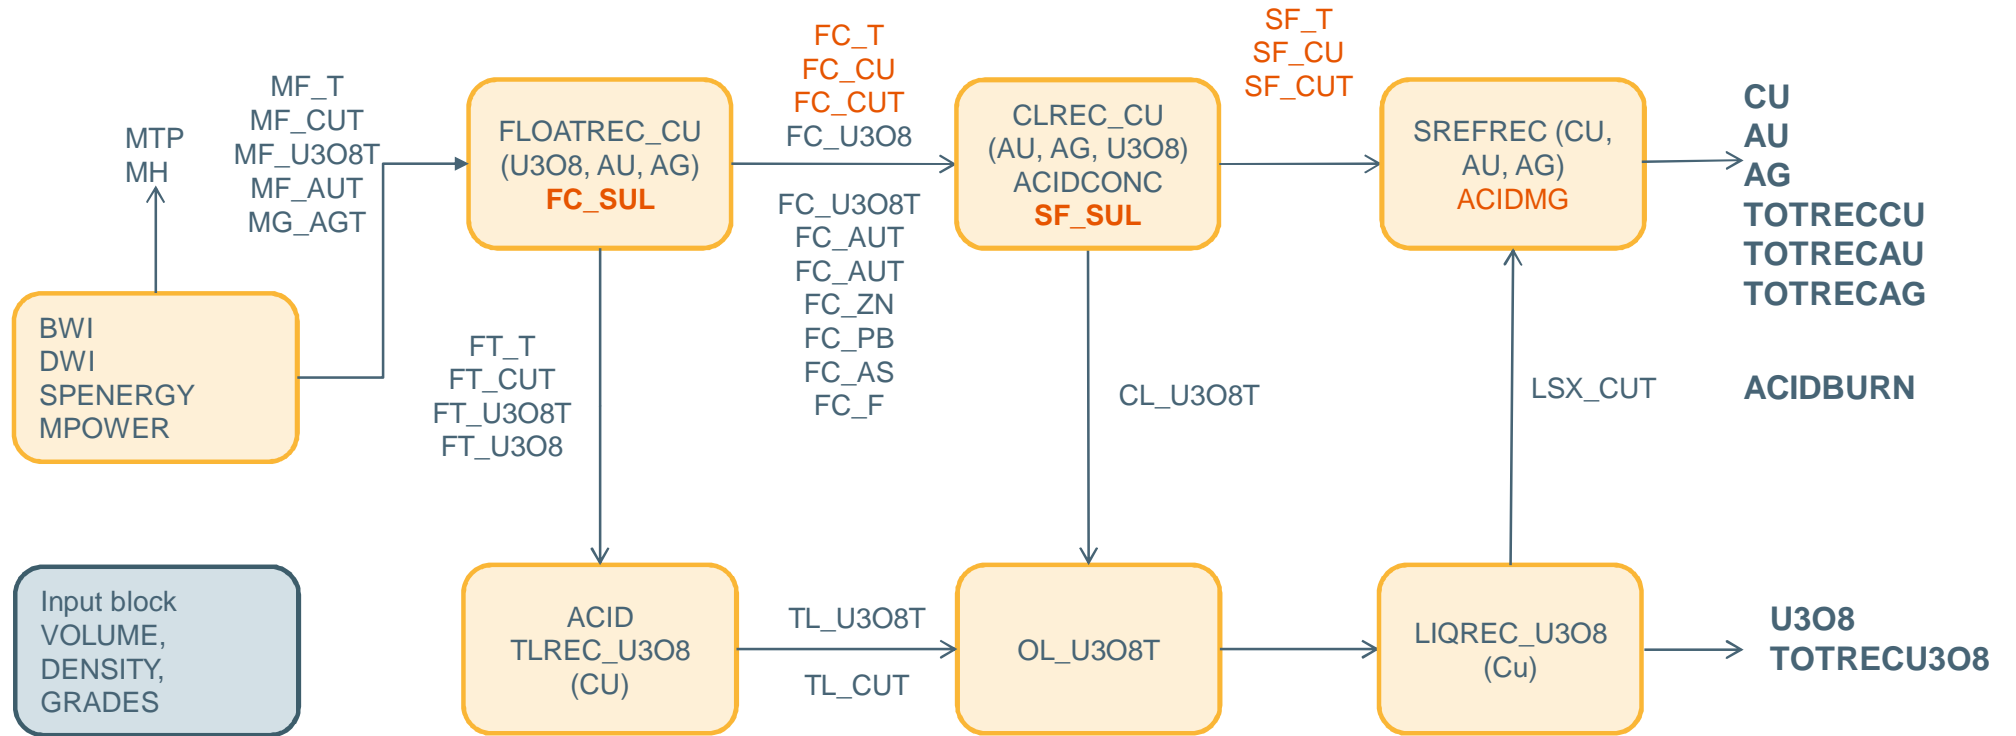 MTP
MH
MF_T
MF_CUT
MF_U3O8T
MF_AUT
MG_AGT
BWI
DWI
SPENERGY
MPOWER
Input block
VOLUME,
DENSITY,
GRADES
FLOATREC_CU
(U3O8, AU, AG)
FC_SUL
FC_T
FC_CU
FC_CUT
FC_U3O8
FC_U3O8T
FC_AUT
FC_AUT
FC_ZN
FC_PB
FC_AS
FC_F
FT_T
FT_CUT
FT_U3O8T
FT_U3O8
CLREC_CU
(AU, AG, U3O8)
ACIDCONC
SF_SUL
SF_T
SF_CU
SF_CUT
SREFREC (CU,
AU, AG)
ACIDMG
CU
AU
AG
TOTRECCU
TOTRECAU
TOTRECAG
ACIDBURN
CL_U3O8T
LSX_CUT
ACID
TLREC_U3O8
(CU)
TL_U3O8T
TL_CUT
OL_U3O8T
LIQREC_U3O8
(Cu)
U3O8
TOTRECU3O8